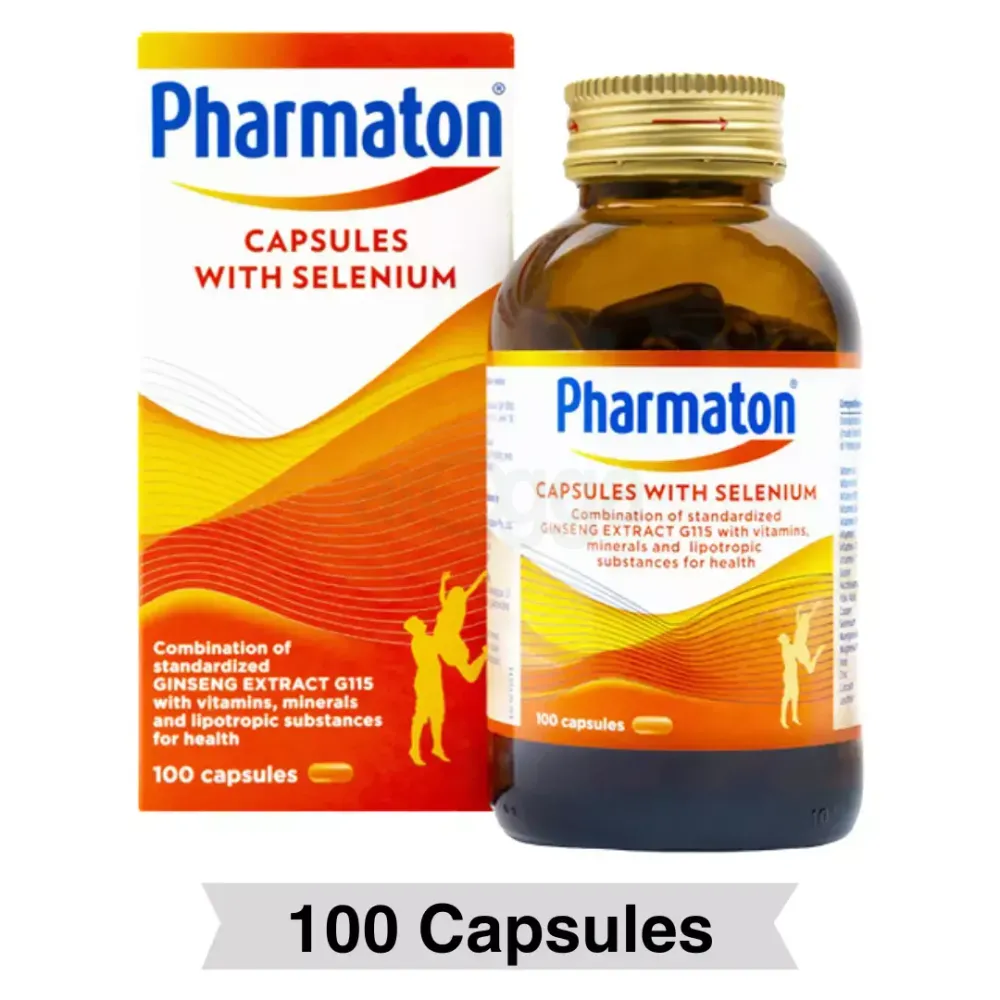 Pharmaton®
CAPSULES
WITH SELENIUM
Combination of
standardized
GINSENG EXTRACT G115
with vitamins, minerals
and lipotropic substances
for health
100 capsules
Pharmaton®
CAPSULES WITH SELENIUM
Combination of standardized
GINSENG EXTRACT G115 with vitamins,
minerals and lipotropic
substances for health
100 capsules
100 Capsules